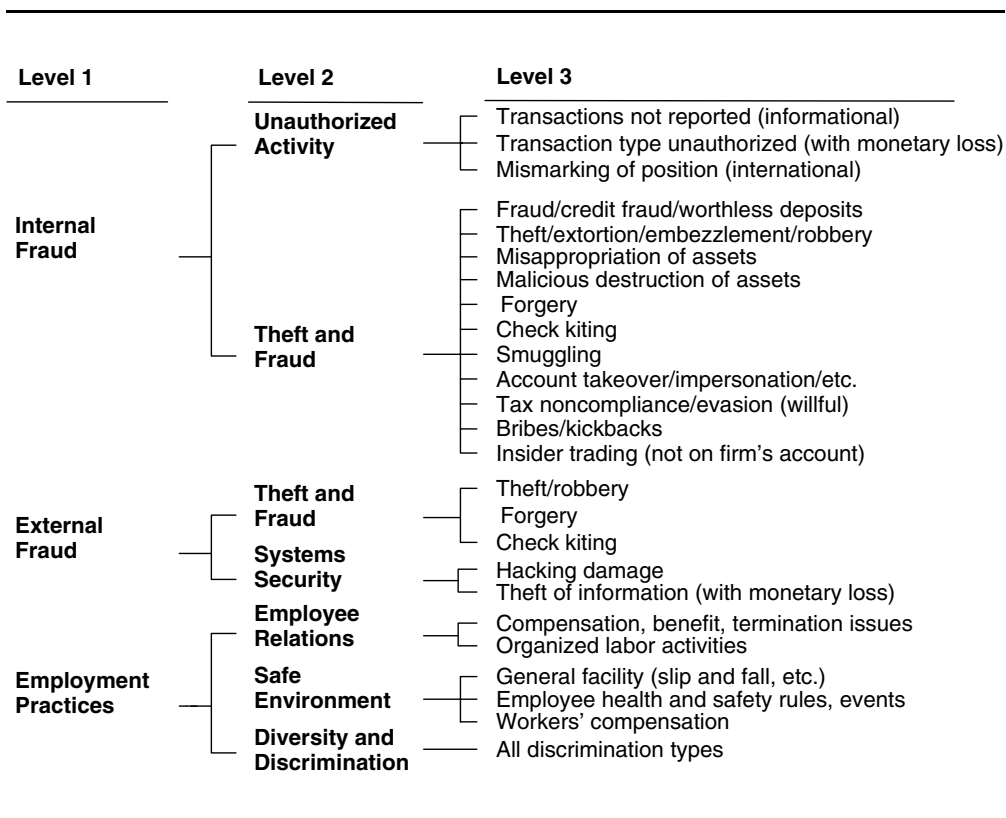 Level 1
Level 2
Level 3
Internal
Fraud
Unauthorized
Activity
Transactions not reported (informational)
Transaction type unauthorized (with monetary loss)
Mismarking of position (international)
Theft and
Fraud
Fraud/credit fraud/worthless deposits
Theft/extortion/embezzlement/robbery
Misappropriation of assets
Malicious destruction of assets
Forgery
Check kiting
Smuggling
Account takeover/impersonation/etc.
Tax noncompliance/evasion (willful)
Bribes/kickbacks
Insider trading (not on firm's account)
External
Fraud
Theft and
Fraud
Theft/robbery
Forgery
Check kiting
Systems
Security
Hacking damage
Theft of information (with monetary loss)
Employment
Practices
Employee
Relations
Compensation, benefit, termination issues
Organized labor activities
Safe
Environment
General facility (slip and fall, etc.)
Employee health and safety rules, events
Workers' compensation
Diversity and
Discrimination
All discrimination types